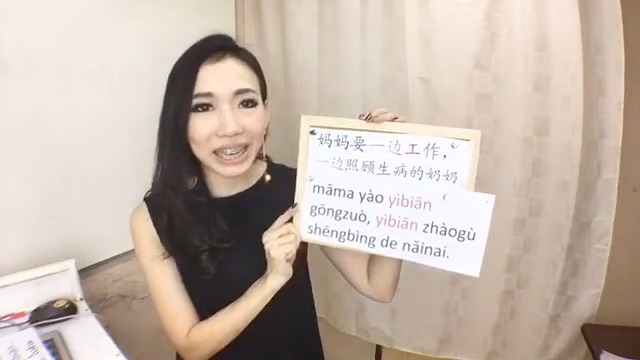 妈妈要一边工作，
一边照顾生病的奶奶
māma yào yìbiān
gōngzuò, yìbiān zhàogù
shēngbìng de nǎinai.